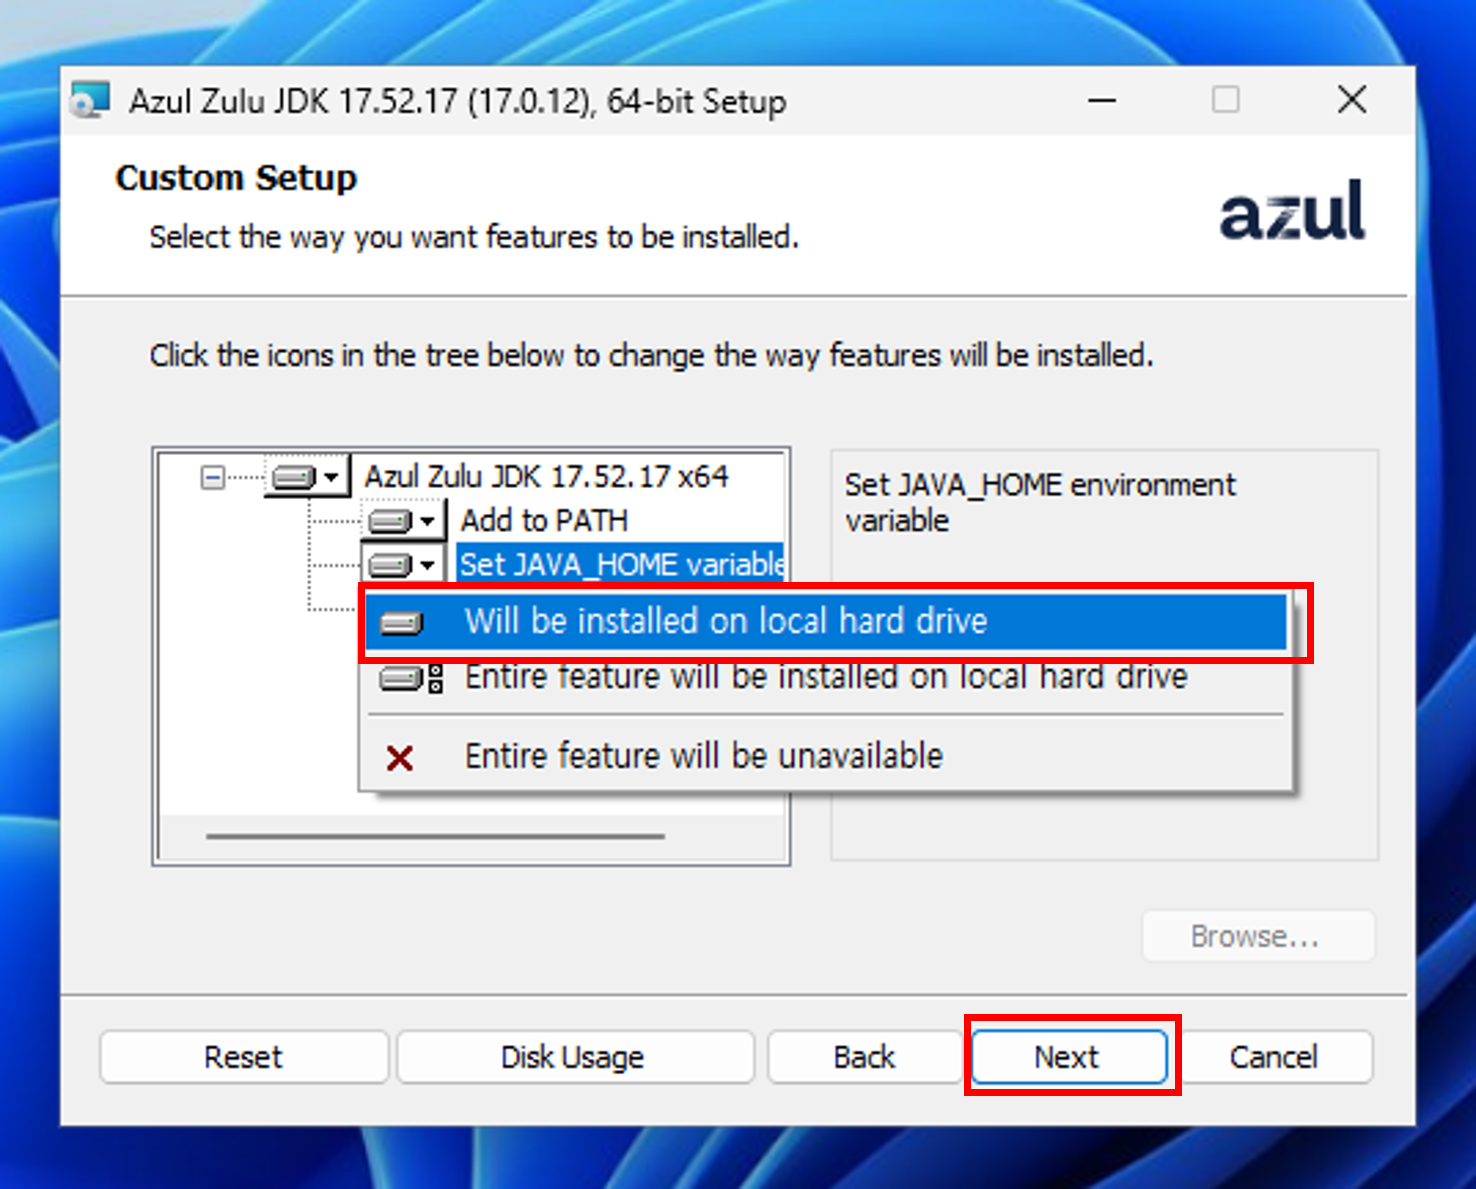 Azul Zulu JDK 17.52.17 (17.0.12), 64-bit Setup
Custom Setup
Select the way you want features to be installed.
azul
Click the icons in the tree below to change the way features will be installed.
Azul Zulu JDK 17.52.17 x64
Add to PATH
Set JAVA_HOME variable
Set JAVA_HOME environment
variable
Will be installed on local hard drive
Entire feature will be installed on local hard drive
Entire feature will be unavailable
Browse...
Reset
Disk Usage
Back
Next
Cancel